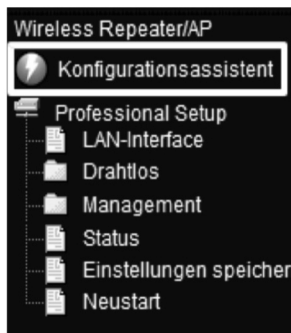 Wireless Repeater/AP
Konfigurationsassistent
Professional Setup
LAN-Interface
Drahtlos
Management
Status
Einstellungen speicher
Neustart